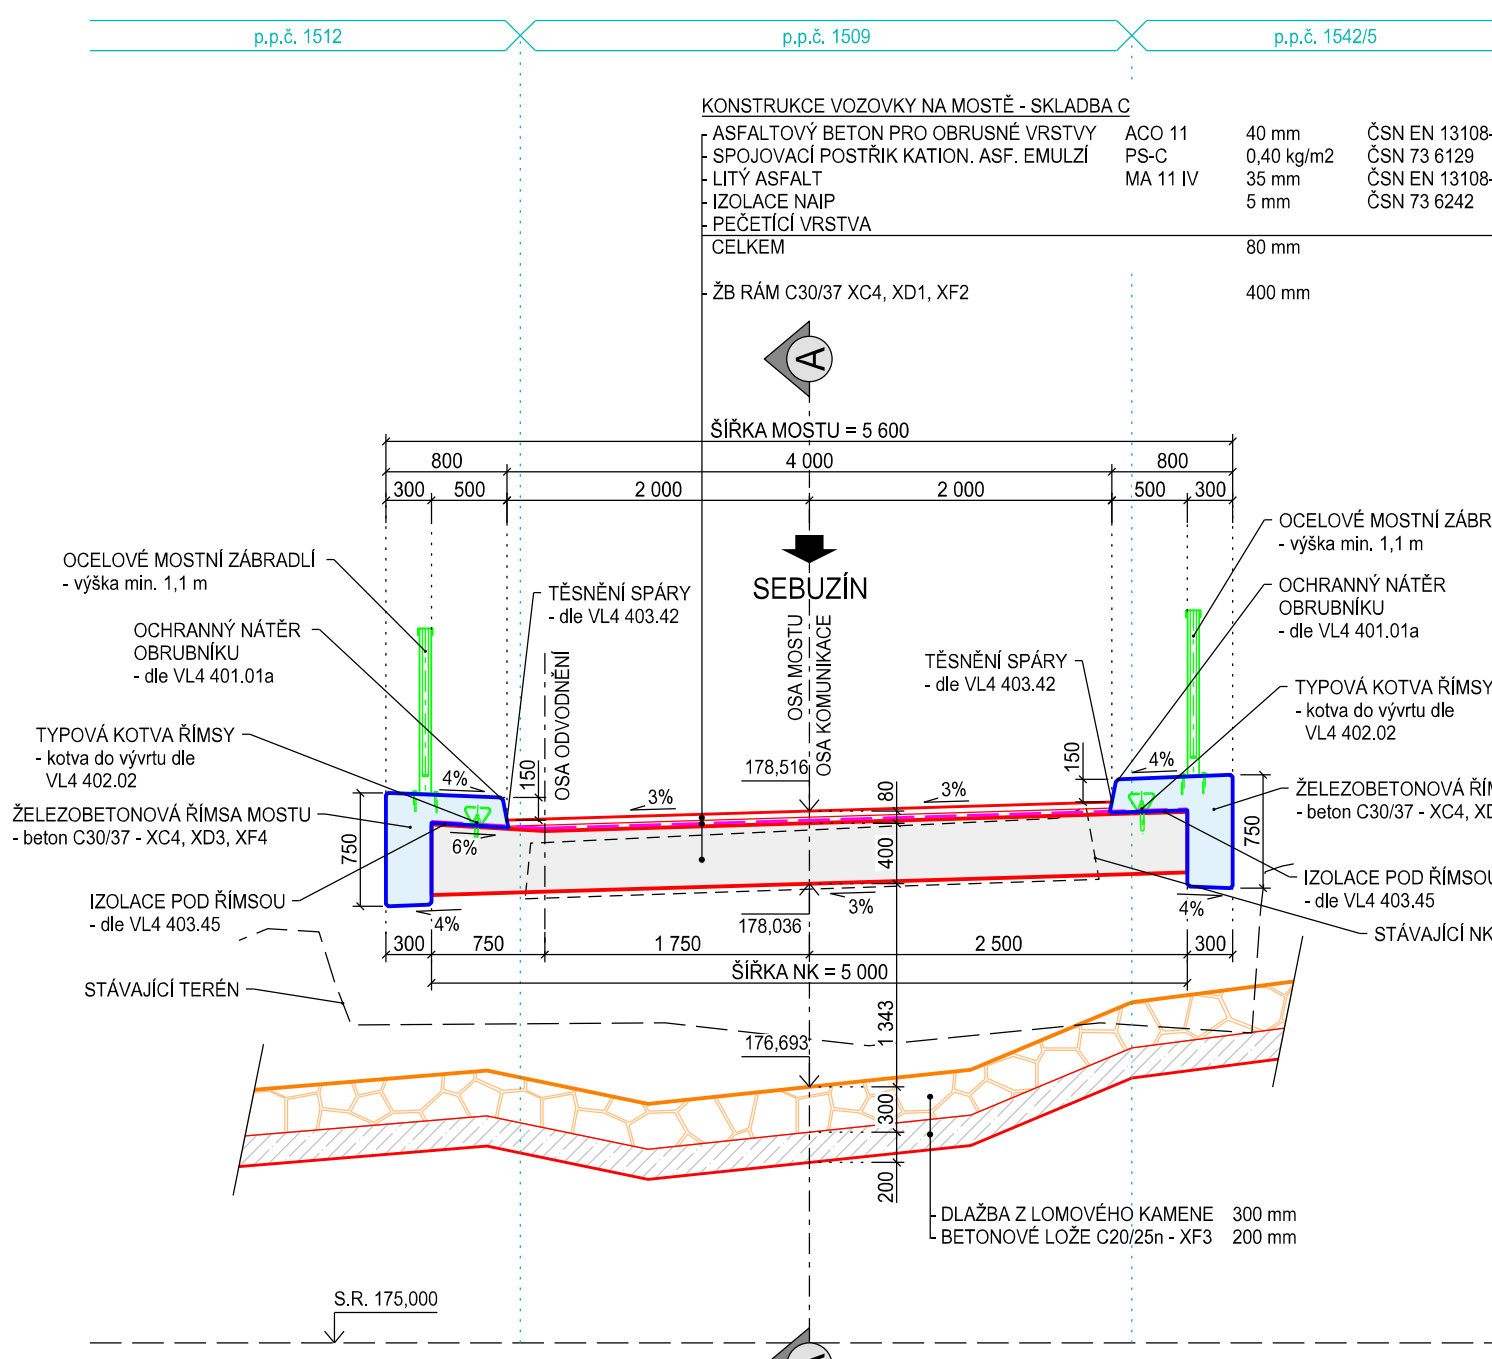 p.p.č. 1512
p.p.č. 1509
p.p.č. 1542/5
KONSTRUKCE VOZOVKY NA MOSTĚ - SKLADBA C
- ASFALTOVÝ BETON PRO OBRUSNÉ VRSTVY ACO 11 40 mm ČSN EN 13108-
- SPOJOVACÍ POSTŘIK KATION. ASF. EMULZÍ PS-C 0,40 kg/m2 ČSN 73 6129
- LITÝ ASFALT MA 11 IV 35 mm ČSN EN 13108-
- IZOLACE NAIP 5 mm ČSN 73 6242
- PEČETÍCÍ VRSTVA
CELKEM 80 mm
- ŽB RÁM C30/37 XC4, XD1, XF2 400 mm
A
ŠÍŘKA MOSTU = 5 600
800 4 000 800
300 500 2 000 2 000 500 300
OCELOVÉ MOSTNÍ ZÁBRADLÍ
- výška min. 1,1 m
OCHRANNÝ NÁTĚR
OBRUBNÍKU
- dle VL4 401.01a
TYPOVÁ KOTVA ŘÍMSY
- kotva do vývrtu dle
VL4 402.02
ŽELEZOBETONOVÁ ŘÍMSA MOSTU
- beton C30/37 - XC4, XD3, XF4
IZOLACE POD ŘÍMSOU
- dle VL4 403.45
STÁVAJÍCÍ TERÉN
TĚSNĚNÍ SPÁRY
- dle VL4 403.42
OSA ODVODNĚNÍ
SEBUZÍN
OSA MOSTU
OSA KOMUNIKACE
TĚSNĚNÍ SPÁRY
- dle VL4 403.42
OCELOVÉ MOSTNÍ ZÁBR
- výška min. 1,1 m
OCHRANNÝ NÁTĚR
OBRUBNÍKU
- dle VL4 401.01a
TYPOVÁ KOTVA ŘÍMSY
- kotva do vývrtu dle
VL4 402.02
ŽELEZOBETONOVÁ ŘÍM
- beton C30/37 - XC4, XD
IZOLACE POD ŘÍMSOU
- dle VL4 403.45
STÁVAJÍCÍ NK
4%
150
3%
178,516
80
3%
150
4%
750
6%
400
750
4%
3%
178,036
4%
300 750 1 750 2 500 300
ŠÍŘKA NK = 5 000
1 343
176,693
300
200
- DLAŽBA Z LOMOVÉHO KAMENE 300 mm
- BETONOVÉ LOŽE C20/25n - XF3 200 mm
S.R. 175,000